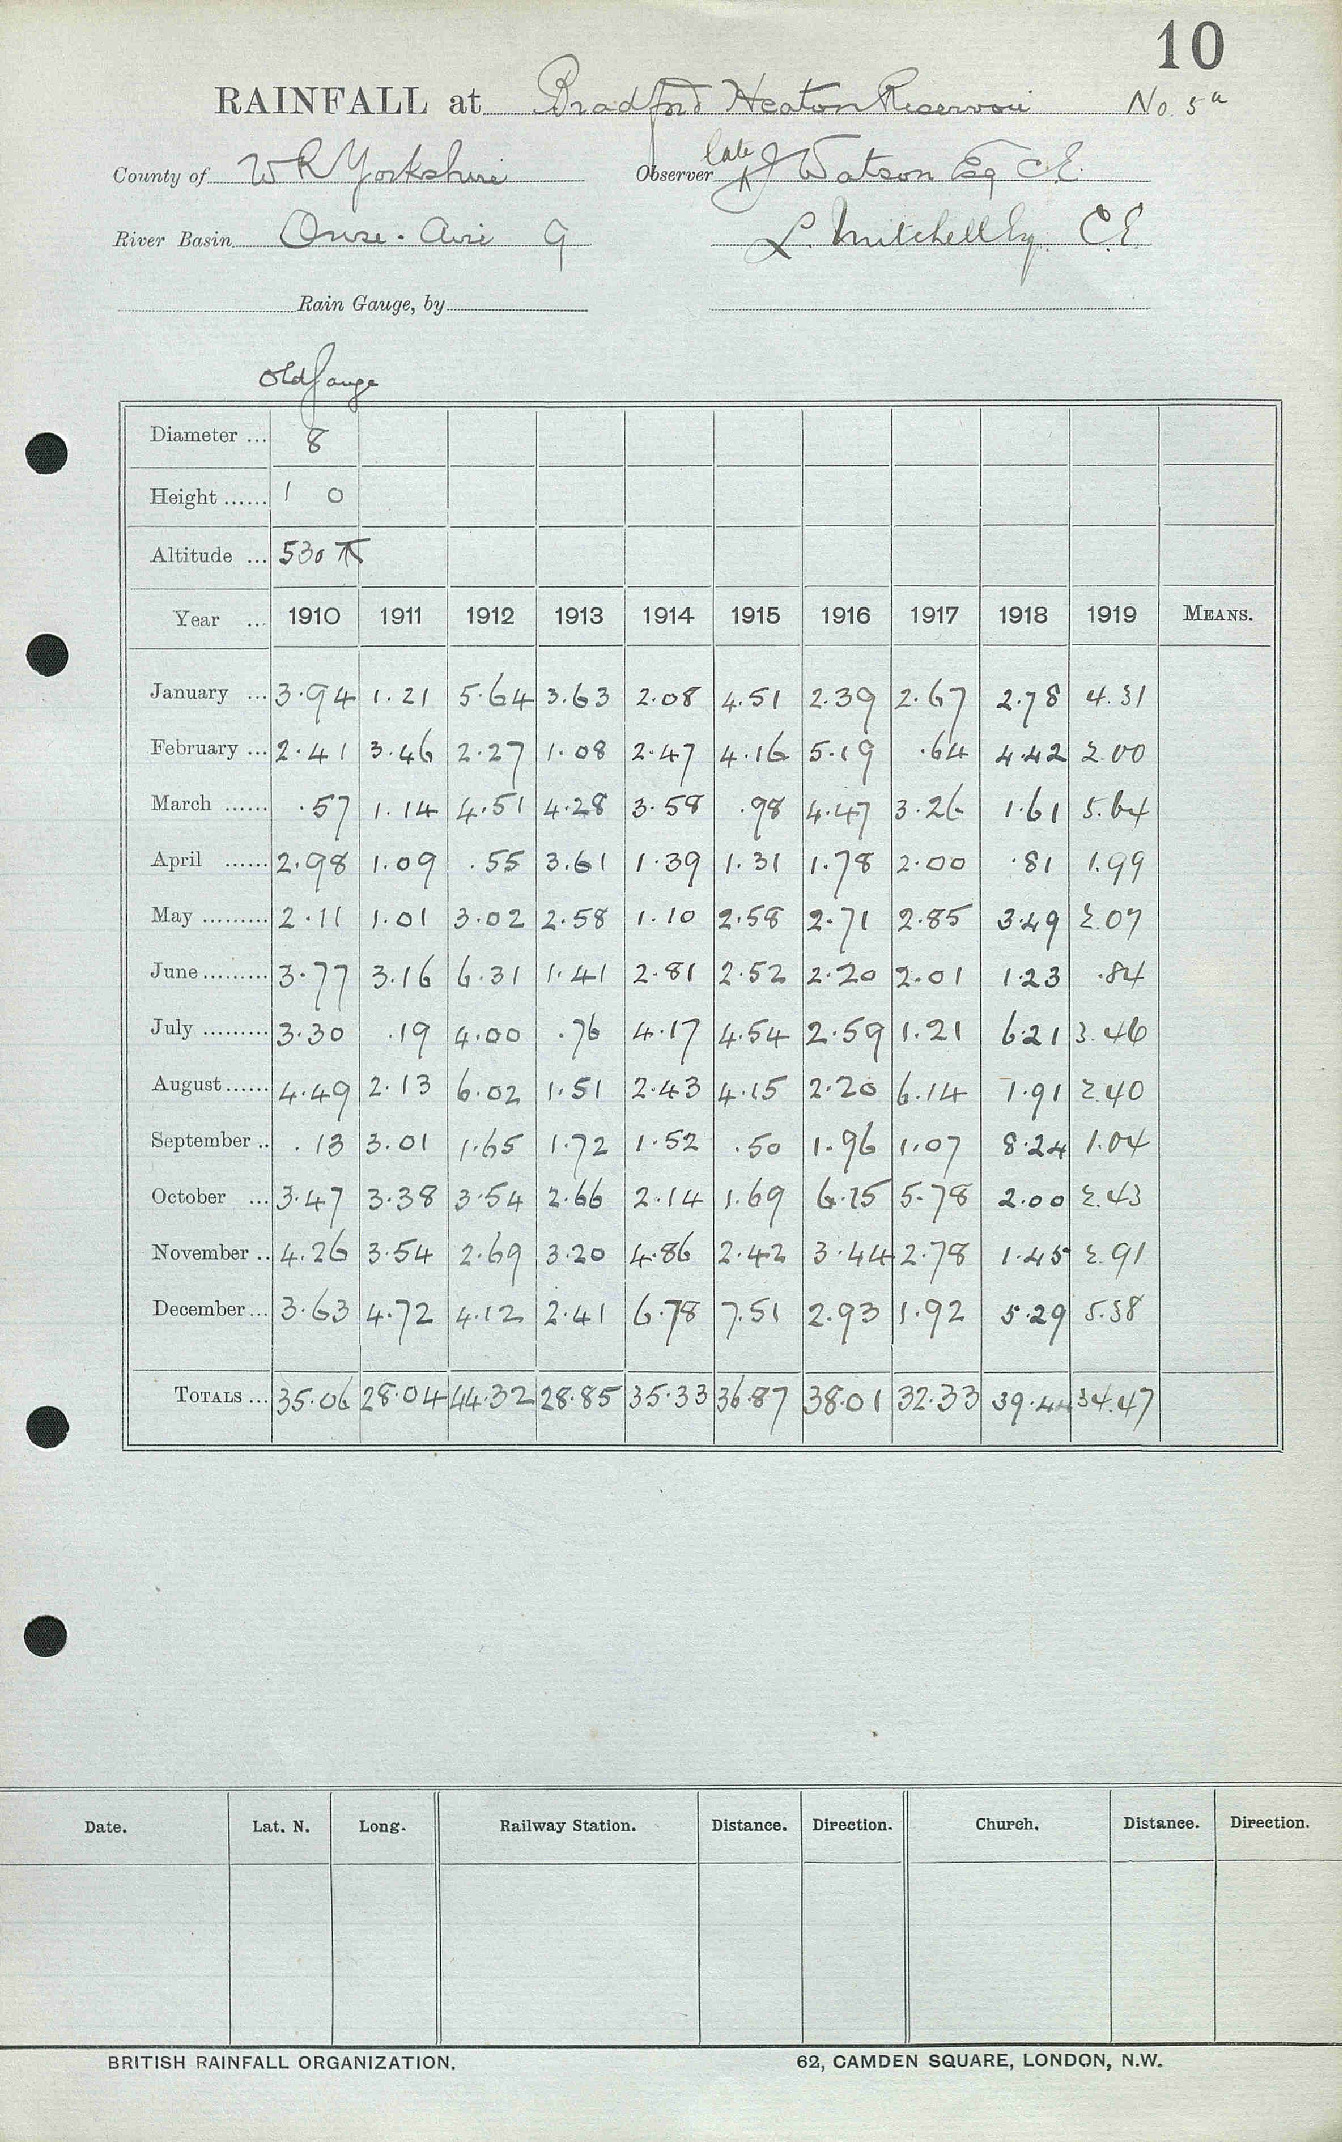 10
RAINFALL at Bradford Heaton Reservoir No. 5a
County of W R Yorkshire Observer late J Watson Esq C.E.
River Basin Ouse - Aire 9 L. Mitchell Esq. C.E.
Rain Gauge, by
Old Gauge
Diameter ... 8
Height ...... 1 0
Altitude ... 530
Year ... 1910 1911 1912 1913 1914 1915 1916 1917 1918 1919 MEANS.
January ... 3.94 1.21 5.64 3.63 2.08 4.51 2.39 2.67 2.78 4.31
February ... 2.41 3.46 2.27 1.08 2.47 4.16 5.19 .64 4.42 2.00
March ...... .57 1.14 4.51 4.28 3.58 .98 4.47 3.26 1.61 5.64
April ...... 2.98 1.09 .55 3.61 1.39 1.31 1.78 2.00 .81 1.99
May ......... 2.11 1.01 3.02 2.58 1.10 2.58 2.71 2.85 3.49 2.07
June ......... 3.77 3.16 6.31 1.41 2.81 2.52 2.20 2.01 1.23 .84
July ......... 3.30 .19 4.00 .76 4.17 4.54 2.59 1.21 6.21 3.46
August ...... 4.49 2.13 6.02 1.51 2.43 4.15 2.20 6.14 1.91 2.40
September .. .13 3.01 1.65 1.72 1.52 .50 1.96 1.07 8.24 1.04
October ... 3.47 3.38 3.54 2.66 2.14 1.69 6.15 5.78 2.00 2.43
November .. 4.26 3.54 2.69 3.20 4.86 2.42 3.44 2.78 1.45 2.91
December ... 3.63 4.72 4.12 2.41 6.78 7.51 2.93 1.92 5.29 5.38
TOTALS ... 35.06 28.04 44.32 28.85 35.33 36.87 38.01 32.33 39.44 34.47
Date. Lat. N. Long. Railway Station. Distance. Direction. Church. Distance. Direction.
BRITISH RAINFALL ORGANIZATION. 62, CAMDEN SQUARE, LONDON, N.W.